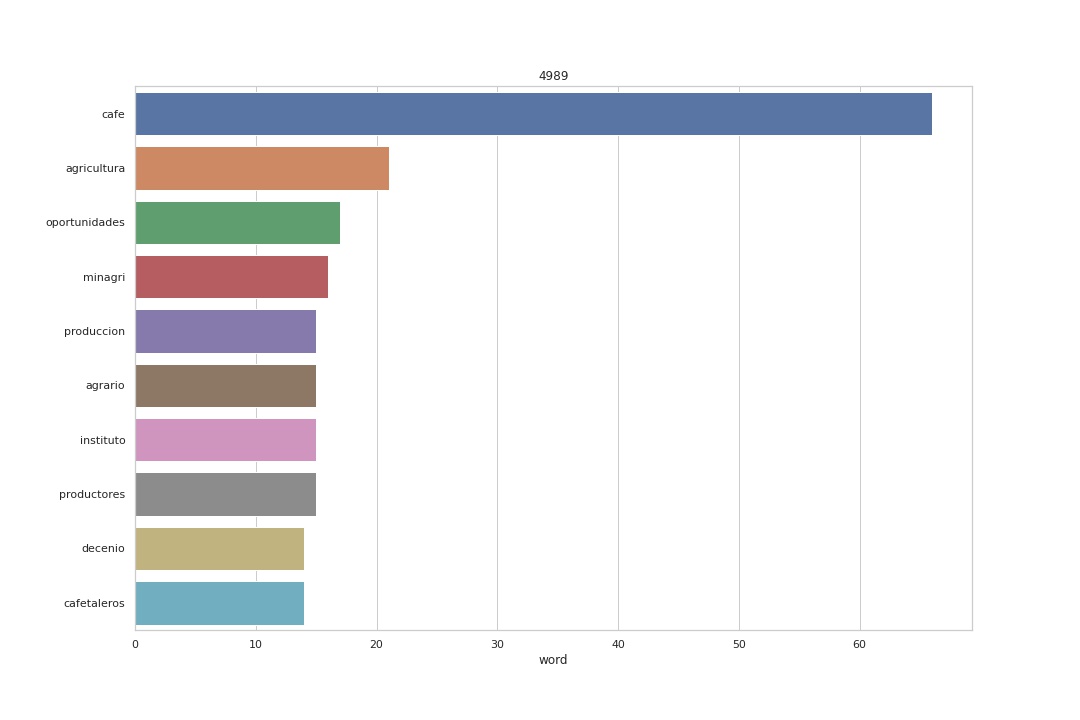 4989
cafe
agricultura
oportunidades
minagri
produccion
agrario
instituto
productores
decenio
cafetaleros
0 10 20 30 40 50 60
word